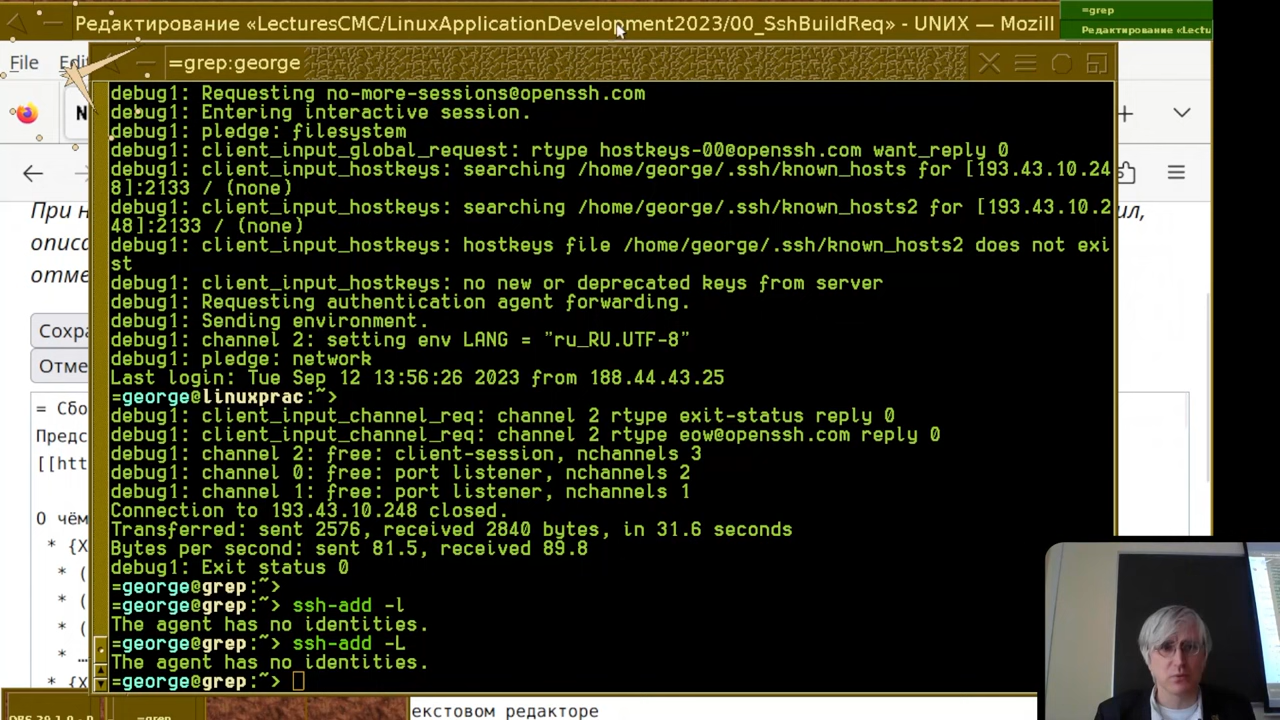 Редактирование «LecturesCMC/LinuxApplicationDevelopment2023/00_SshBuildReq» - UNИX — Mozill
=grep
Редактирование «Lectu
File
Edi
=grep:george
N
debug1: Requesting no-more-sessions@openssh.com
debug1: Entering interactive session.
debug1: pledge: filesystem
debug1: client_input_global_request: rtype hostkeys-00@openssh.com want_reply 0
debug1: client_input_hostkeys: searching /home/george/.ssh/known_hosts for [193.43.10.24
8]:2133 / (none)
debug1: client_input_hostkeys: searching /home/george/.ssh/known_hosts2 for [193.43.10.2
48]:2133 / (none)
debug1: client_input_hostkeys: hostkeys file /home/george/.ssh/known_hosts2 does not exi
st
debug1: client_input_hostkeys: no new or deprecated keys from server
debug1: Requesting authentication agent forwarding.
debug1: Sending environment.
debug1: channel 2: setting env LANG = "ru_RU.UTF-8"
debug1: pledge: network
Last login: Tue Sep 12 13:56:26 2023 from 188.44.43.25
=george@linuxprac:~>
debug1: client_input_channel_req: channel 2 rtype exit-status reply 0
debug1: client_input_channel_req: channel 2 rtype eow@openssh.com reply 0
debug1: channel 2: free: client-session, nchannels 3
debug1: channel 0: free: port listener, nchannels 2
debug1: channel 1: free: port listener, nchannels 1
Connection to 193.43.10.248 closed.
Transferred: sent 2576, received 2840 bytes, in 31.6 seconds
Bytes per second: sent 81.5, received 89.8
debug1: Exit status 0
=george@grep:~>
=george@grep:~> ssh-add -l
The agent has no identities.
=george@grep:~> ssh-add -L
The agent has no identities.
=george@grep:~>
При н
ил,
описа
отме
Сохра
Отме
= Сбо
Предс
[[htt
О чём
* {X
* (
* (
* (
* …
* {X
екстовом редакторе
=grep